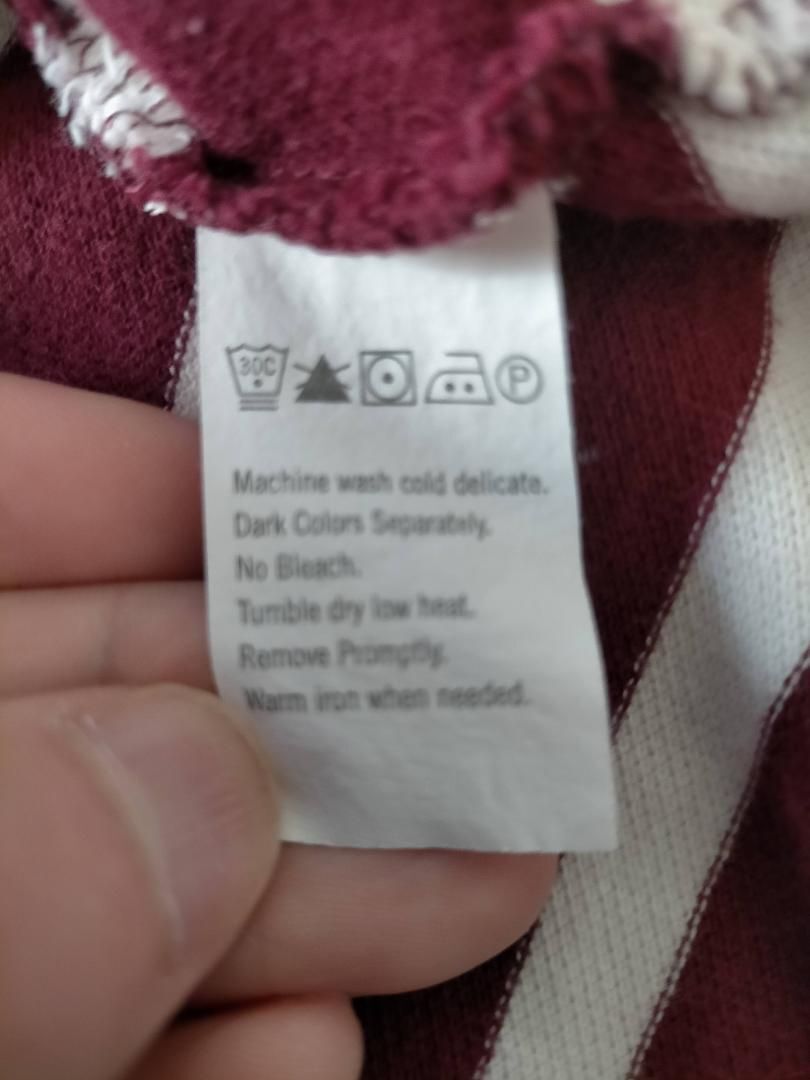 30C P
Machine wash cold delicate.
Dark Colors Separately.
No Bleach.
Tumble dry low heat.
Remove Promptly.
Warm iron when needed.